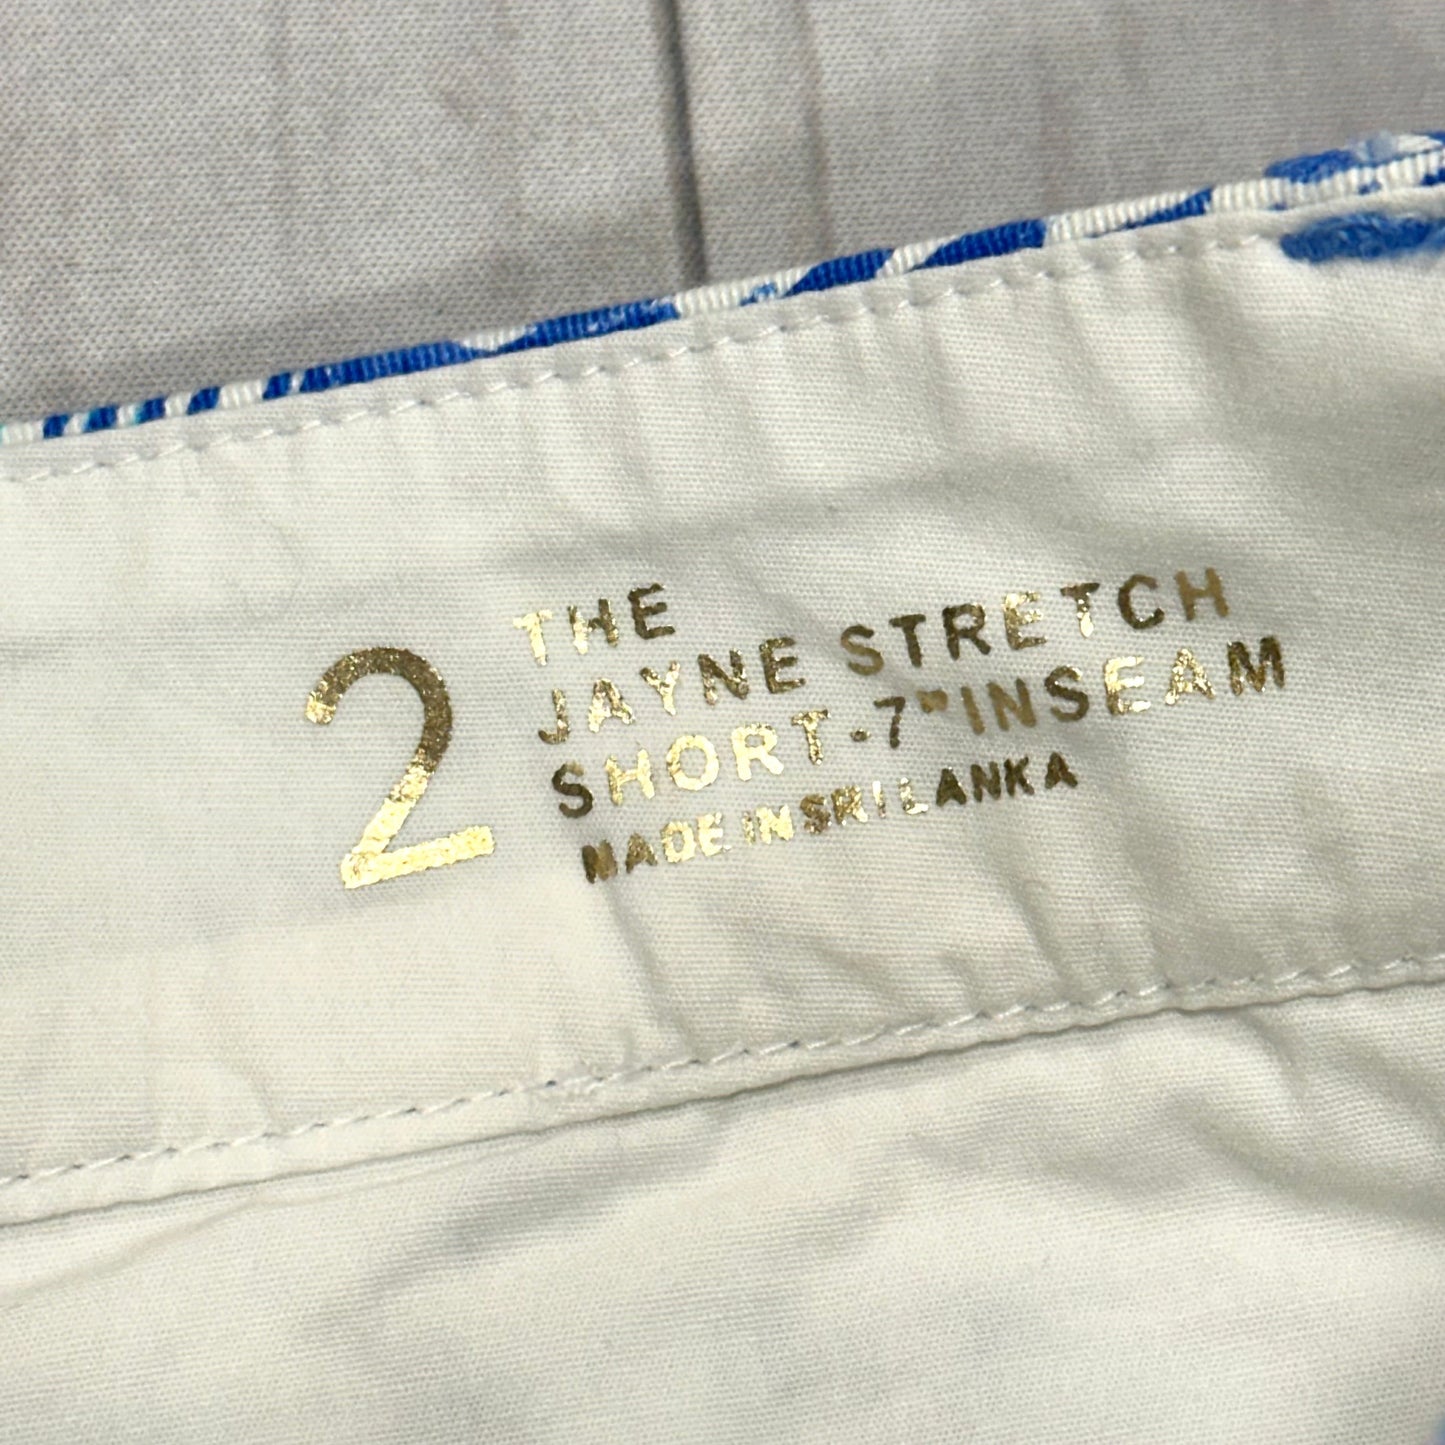 2
THE
JAYNE STRETCH
SHORT-7"INSEAM
MADE IN SRI LANKA